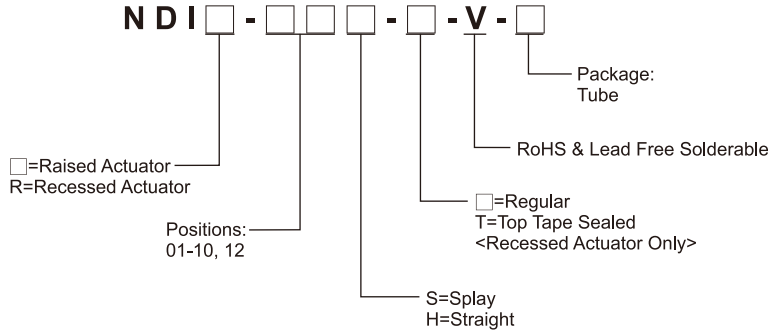 NDI□-□□□-□-V-□
Package:
Tube
RoHS & Lead Free Solderable
□=Raised Actuator
R=Recessed Actuator
□=Regular
T=Top Tape Sealed
<Recessed Actuator Only>
Positions:
01-10, 12
S=Splay
H=Straight